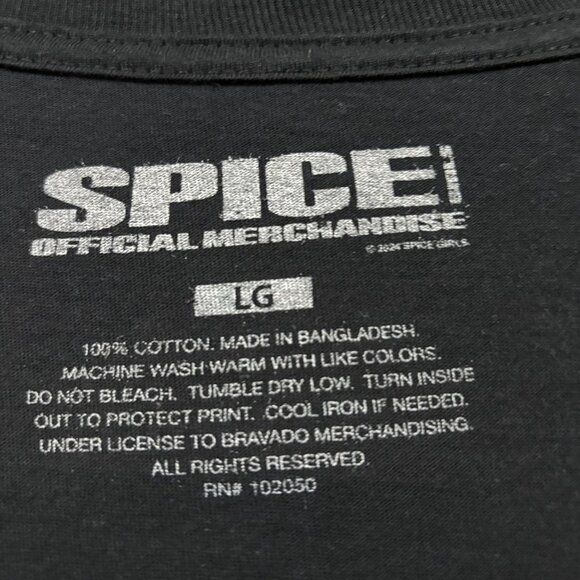 SPICE GIRLS
OFFICIAL MERCHANDISE
© 2024 SPICE GIRLS.
LG
100% COTTON. MADE IN BANGLADESH.
MACHINE WASH WARM WITH LIKE COLORS.
DO NOT BLEACH. TUMBLE DRY LOW. TURN INSIDE
OUT TO PROTECT PRINT. COOL IRON IF NEEDED.
UNDER LICENSE TO BRAVADO MERCHANDISING.
ALL RIGHTS RESERVED.
RN# 102050